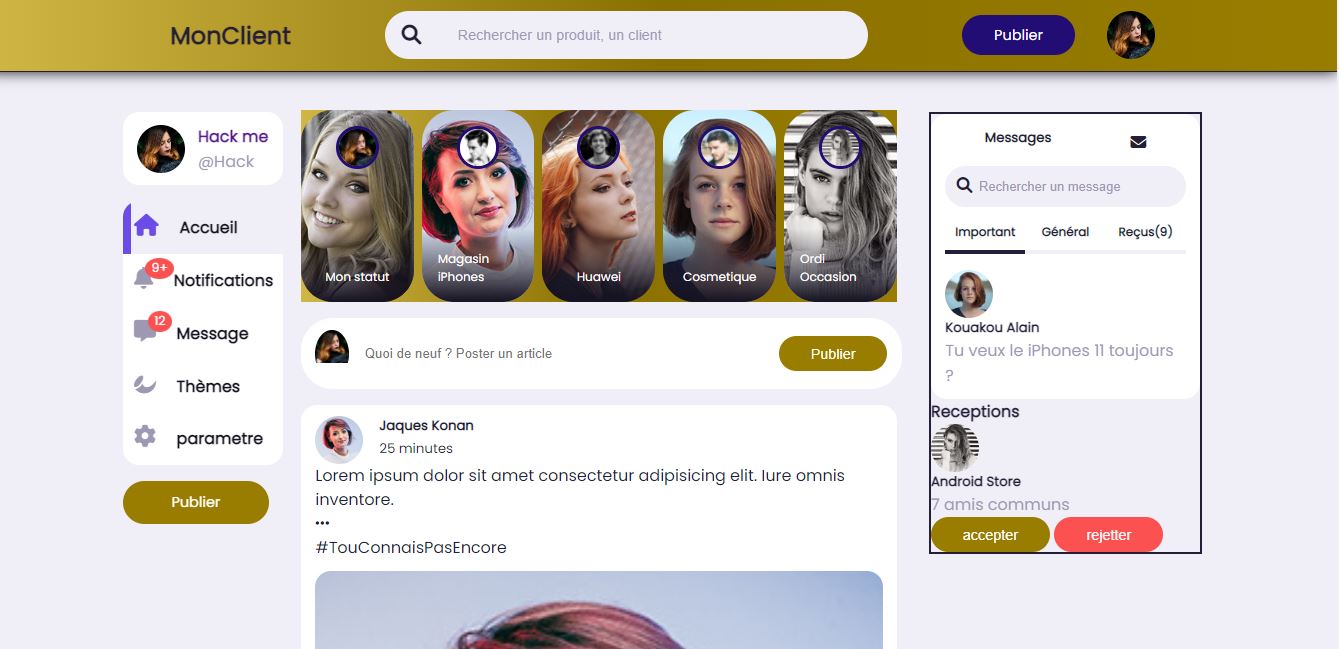 MonClient
Rechercher un produit, un client
Publier
Hack me
@Hack
Accueil
9+
Notifications
12
Message
Thèmes
parametre
Publier
Mon statut
Magasin
iPhones
Huawei
Cosmetique
Ordi
Occasion
Quoi de neuf ? Poster un article
Publier
Jaques Konan
25 minutes
Lorem ipsum dolor sit amet consectetur adipisicing elit. Iure omnis
inventore.
•••
#TouConnaisPasEncore
Messages
Rechercher un message
Important Général Reçus(9)
Kouakou Alain
Tu veux le iPhones 11 toujours
?
Receptions
Android Store
7 amis communs
accepter rejetter